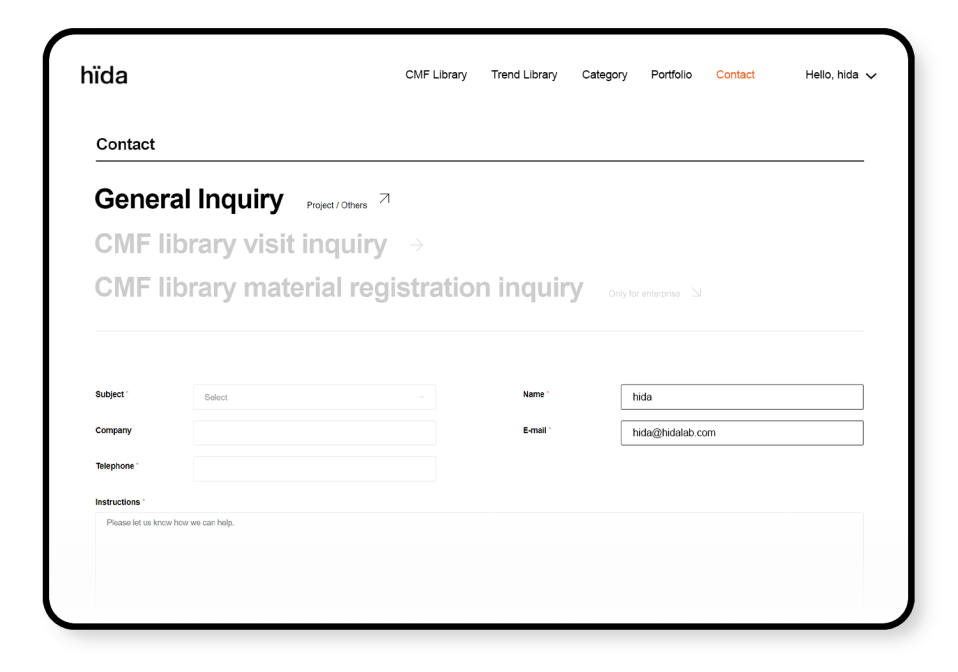 hïda
CMF Library Trend Library Category Portfolio Contact Hello, hida
Contact
General Inquiry Project / Others
CMF library visit inquiry
CMF library material registration inquiry Only for enterprise
Subject * Select Name * hida
Company E-mail * hida@hidalab.com
Telephone *
Instructions *
Please let us know how we can help.